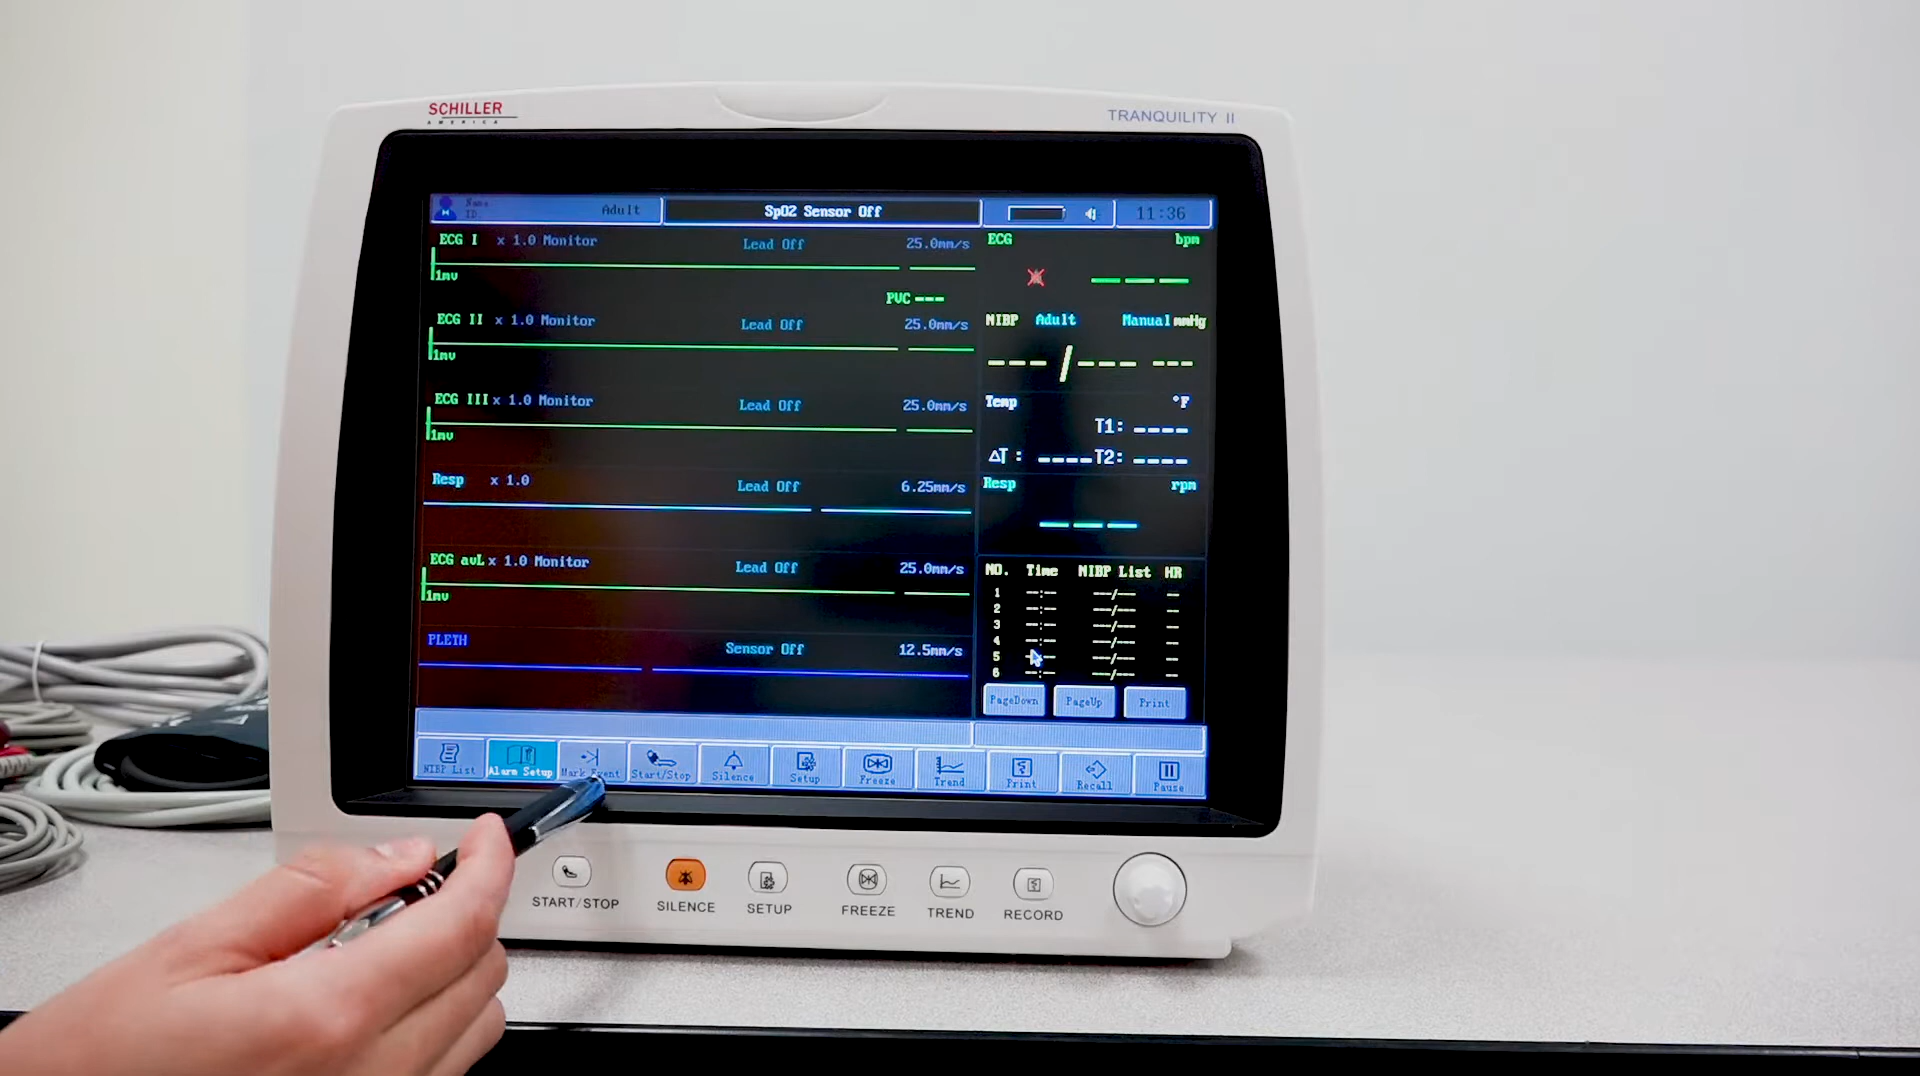 SCHILLER
AMERICA
TRANQUILITY II
Name
ID
Adult
SpO2 Sensor Off
11:36
ECG I x 1.0 Monitor Lead Off 25.0mm/s
1mv
PVC ---
ECG II x 1.0 Monitor Lead Off 25.0mm/s
1mv
ECG III x 1.0 Monitor Lead Off 25.0mm/s
1mv
Resp x 1.0 Lead Off 6.25mm/s
ECG avL x 1.0 Monitor Lead Off 25.0mm/s
1mv
PLETH Sensor Off 12.5mm/s
ECG bpm
---
NIBP Adult Manual mmHg
---/--- ---
Temp °F
T1: ----
ΔT : ---- T2: ----
Resp rpm
---
NO. Time NIBP List HR
1 --:-- ---/--- --
2 --:-- ---/--- --
3 --:-- ---/--- --
4 --:-- ---/--- --
5 --:-- ---/--- --
6 --:-- ---/--- --
PageDown PageUp Print
NIBP List Alarm Setup Mark Event Start/Stop Silence Setup Freeze Trend Print Recall Pause
START/STOP SILENCE SETUP FREEZE TREND RECORD